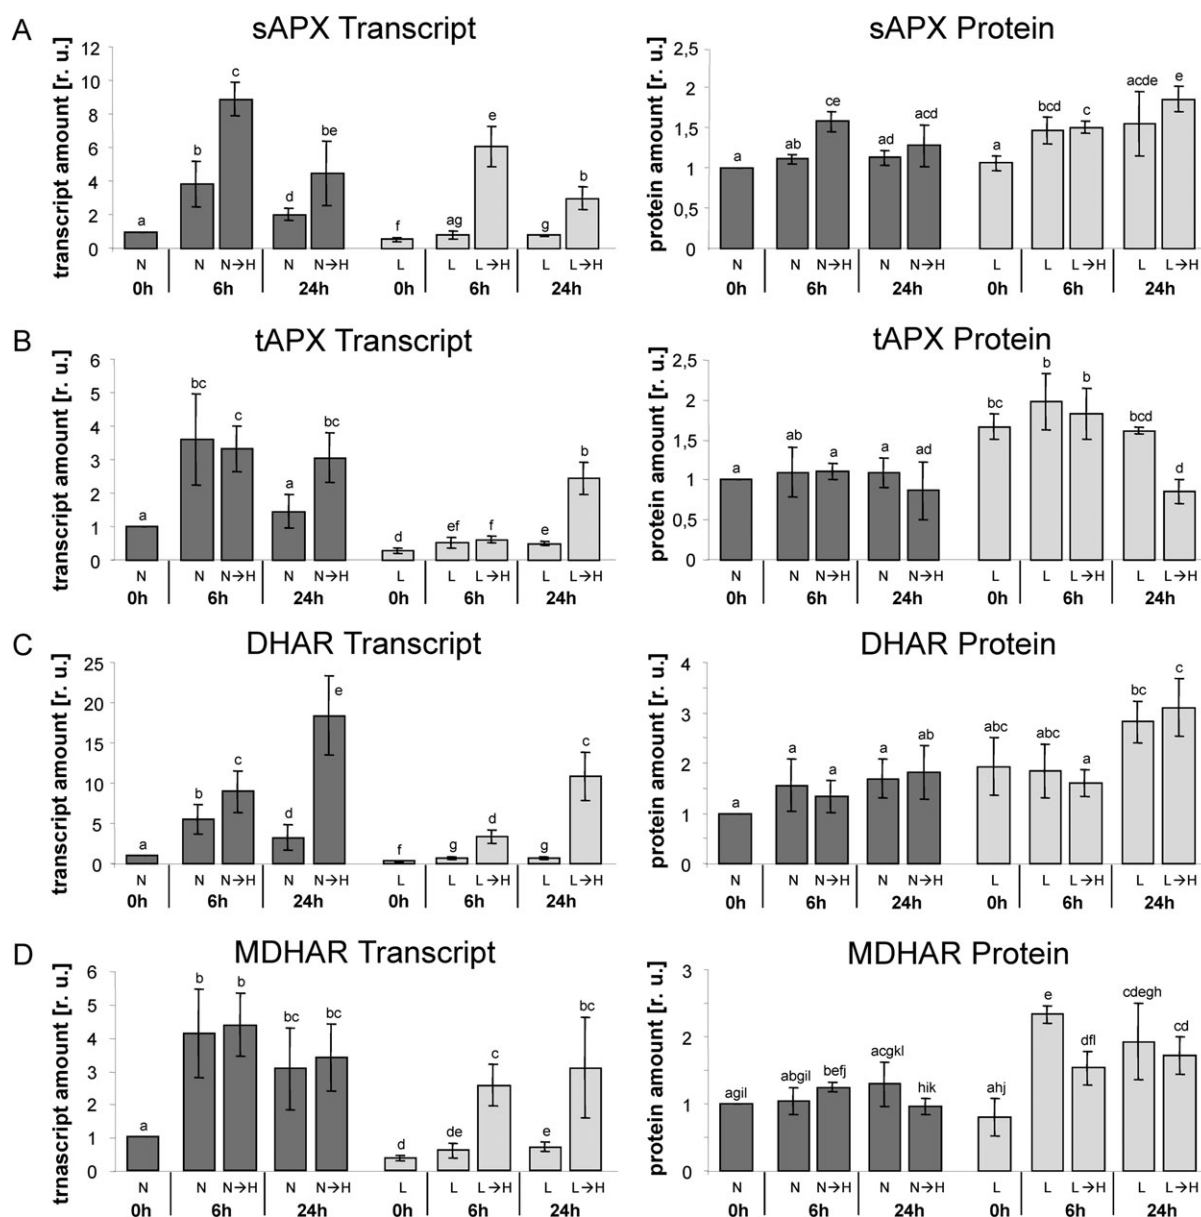 A
sAPX Transcript
transcript amount [r. u.]
12
10
8
6
4
2
0
a b c d be f ag e g b
N N N→H N N→H L L L→H L L→H
0h 6h 24h 0h 6h 24h
sAPX Protein
protein amount [r. u.]
2,5
2
1,5
1
0,5
0
a ab ce ad acd a bcd c acde e
N N N→H N N→H L L L→H L L→H
0h 6h 24h 0h 6h 24h
B
tAPX Transcript
transcript amount [r. u.]
6
5
4
3
2
1
0
a bc c a bc d ef f e b
N N N→H N N→H L L L→H L L→H
0h 6h 24h 0h 6h 24h
tAPX Protein
protein amount [r. u.]
2,5
2
1,5
1
0,5
0
a ab a a ad bc b b bcd d
N N N→H N N→H L L L→H L L→H
0h 6h 24h 0h 6h 24h
C
DHAR Transcript
transcript amount [r. u.]
25
20
15
10
5
0
a b c d e f g d g c
N N N→H N N→H L L L→H L L→H
0h 6h 24h 0h 6h 24h
DHAR Protein
protein amount [r. u.]
4
3
2
1
0
a a a a ab abc abc a bc c
N N N→H N N→H L L L→H L L→H
0h 6h 24h 0h 6h 24h
D
MDHAR Transcript
trnascript amount [r. u.]
6
5
4
3
2
1
0
a b b bc bc d de c e bc
N N N→H N N→H L L L→H L L→H
0h 6h 24h 0h 6h 24h
MDHAR Protein
protein amount [r. u.]
3
2
1
0
agil abgil befj acgkl hik ahj e dfl cdegh cd
N N N→H N N→H L L L→H L L→H
0h 6h 24h 0h 6h 24h